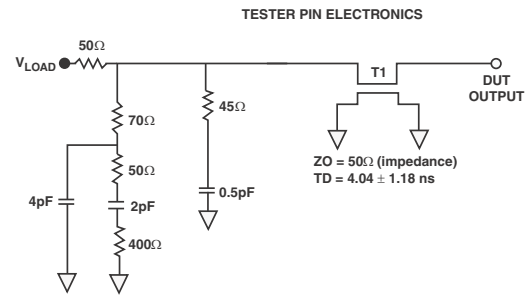 TESTER PIN ELECTRONICS
50Ω
VLOAD
T1
DUT
OUTPUT
70Ω
45Ω
50Ω
ZO = 50Ω (impedance)
TD = 4.04 ± 1.18 ns
4pF
2pF
0.5pF
400Ω